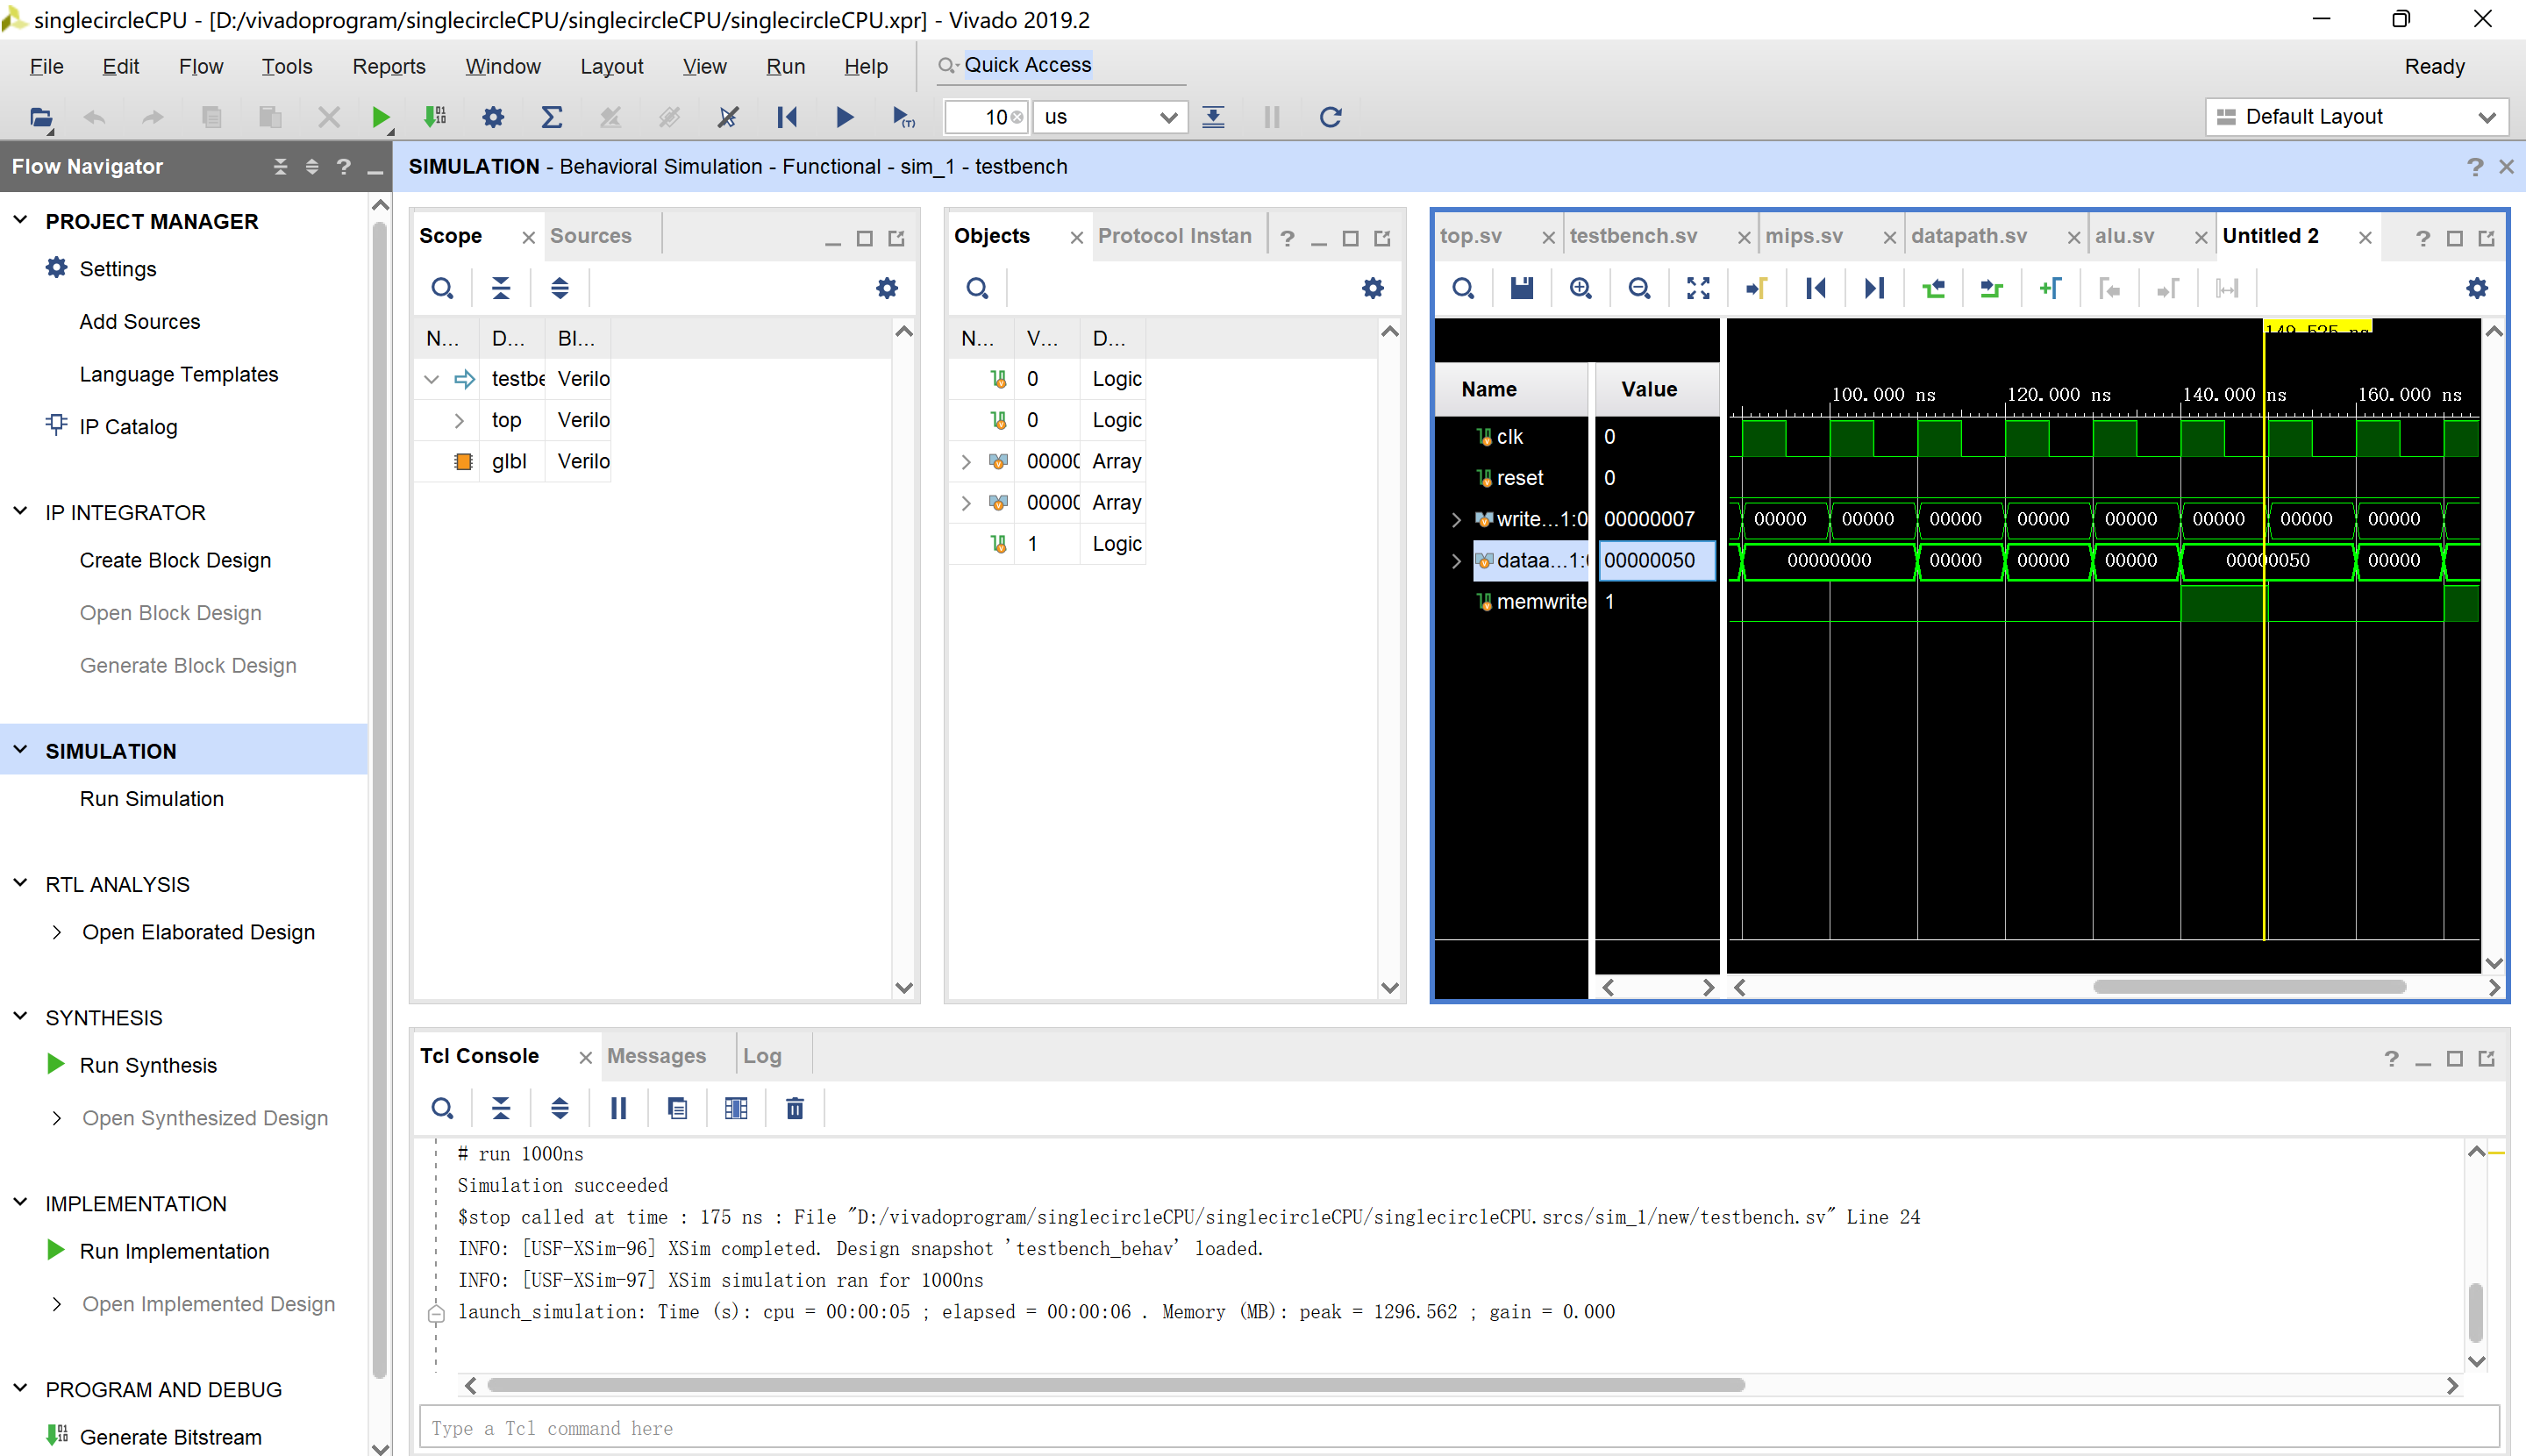 singlecircleCPU - [D:/vivadoprogram/singlecircleCPU/singlecircleCPU/singlecircleCPU.xpr] - Vivado 2019.2
File Edit Flow Tools Reports Window Layout View Run Help Quick Access Ready
10 us Default Layout
Flow Navigator
SIMULATION - Behavioral Simulation - Functional - sim_1 - testbench
PROJECT MANAGER
Settings
Add Sources
Language Templates
IP Catalog
IP INTEGRATOR
Create Block Design
Open Block Design
Generate Block Design
SIMULATION
Run Simulation
RTL ANALYSIS
Open Elaborated Design
SYNTHESIS
Run Synthesis
Open Synthesized Design
IMPLEMENTATION
Run Implementation
Open Implemented Design
PROGRAM AND DEBUG
Generate Bitstream
Scope Sources
N... D... Bl...
testbe Verilo
top Verilo
glbl Verilo
Objects Protocol Instan
N... V... D...
0 Logic
0 Logic
00000 Array
00000 Array
1 Logic
top.sv testbench.sv mips.sv datapath.sv alu.sv Untitled 2
149.525 ns
Name Value
100.000 ns 120.000 ns 140.000 ns 160.000 ns
clk 0
reset 0
write...1:0 00000007 00000 00000 00000 00000 00000 00000 00000 00000
dataa...1:0 00000050 00000000 00000 00000 00000 00000050 00000
memwrite 1
Tcl Console Messages Log
# run 1000ns
Simulation succeeded
$stop called at time : 175 ns : File "D:/vivadoprogram/singlecircleCPU/singlecircleCPU/singlecircleCPU.srcs/sim_1/new/testbench.sv" Line 24
INFO: [USF-XSim-96] XSim completed. Design snapshot 'testbench_behav' loaded.
INFO: [USF-XSim-97] XSim simulation ran for 1000ns
launch_simulation: Time (s): cpu = 00:00:05 ; elapsed = 00:00:06 . Memory (MB): peak = 1296.562 ; gain = 0.000
Type a Tcl command here